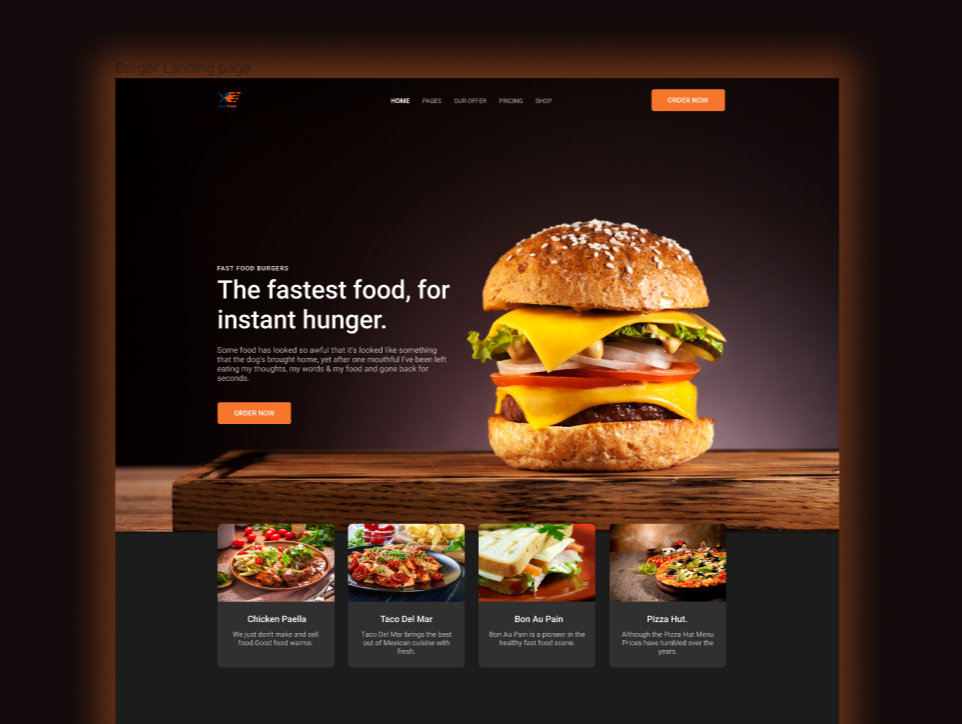 Burger Landing page
HOME PAGES OUR OFFER PRICING SHOP ORDER NOW
FAST FOOD BURGERS
The fastest food, for
instant hunger.
Some food has looked so awful that it's looked like something
that the dog's brought home, yet after one mouthful I've been left
eating my thoughts, my words & my food and gone back for
seconds.
ORDER NOW
Chicken Paella
We just don't make and sell
food.Good food warms.
Taco Del Mar
Taco Del Mar brings the best
out of Mexican cuisine with
fresh.
Bon Au Pain
Bon Au Pain is a pioneer in the
healthy fast food scene.
Pizza Hut.
Although the Pizza Hut Menu
Prices have tumbled over the
years.